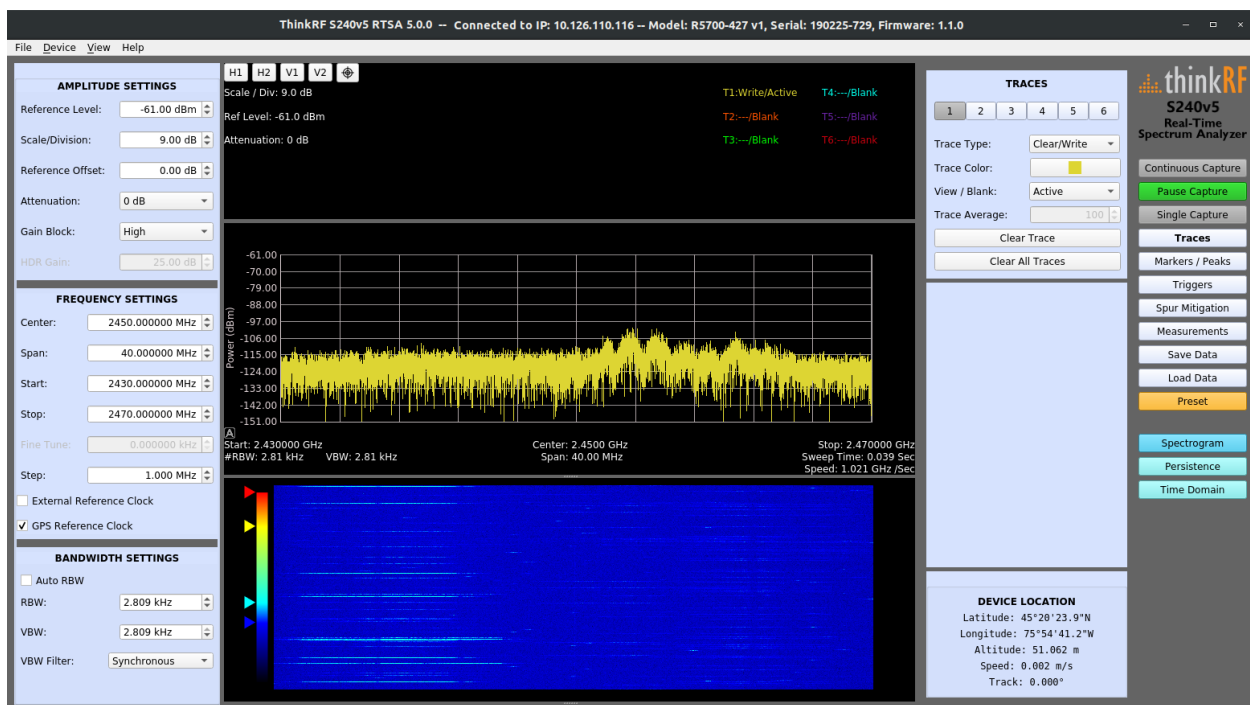 ThinkRF S240v5 RTSA 5.0.0 -- Connected to IP: 10.126.110.116 -- Model: R5700-427 v1, Serial: 190225-729, Firmware: 1.1.0
File Device View Help
AMPLITUDE SETTINGS
Reference Level: -61.00 dBm
Scale/Division: 9.00 dB
Reference Offset: 0.00 dB
Attenuation: 0 dB
Gain Block: High
HDR Gain: 25.00 dB
FREQUENCY SETTINGS
Center: 2450.000000 MHz
Span: 40.000000 MHz
Start: 2430.000000 MHz
Stop: 2470.000000 MHz
Fine Tune: 0.000000 kHz
Step: 1.000 MHz
External Reference Clock
GPS Reference Clock
BANDWIDTH SETTINGS
Auto RBW
RBW: 2.809 kHz
VBW: 2.809 kHz
VBW Filter: Synchronous
H1 H2 V1 V2
Scale / Div: 9.0 dB
Ref Level: -61.0 dBm
Attenuation: 0 dB
T1:Write/Active T4:---/Blank
T2:---/Blank T5:---/Blank
T3:---/Blank T6:---/Blank
Power (dBm)
-61.00
-70.00
-79.00
-88.00
-97.00
-106.00
-115.00
-124.00
-133.00
-142.00
-151.00
A
Start: 2.430000 GHz Center: 2.4500 GHz Stop: 2.470000 GHz
#RBW: 2.81 kHz VBW: 2.81 kHz Span: 40.00 MHz Sweep Time: 0.039 Sec
Speed: 1.021 GHz /Sec
TRACES
1 2 3 4 5 6
Trace Type: Clear/Write
Trace Color:
View / Blank: Active
Trace Average: 100
Clear Trace
Clear All Traces
DEVICE LOCATION
Latitude: 45°20'23.9"N
Longitude: 75°54'41.2"W
Altitude: 51.062 m
Speed: 0.002 m/s
Track: 0.000°
thinkRF
S240v5
Real-Time
Spectrum Analyzer
Continuous Capture
Pause Capture
Single Capture
Traces
Markers / Peaks
Triggers
Spur Mitigation
Measurements
Save Data
Load Data
Preset
Spectrogram
Persistence
Time Domain